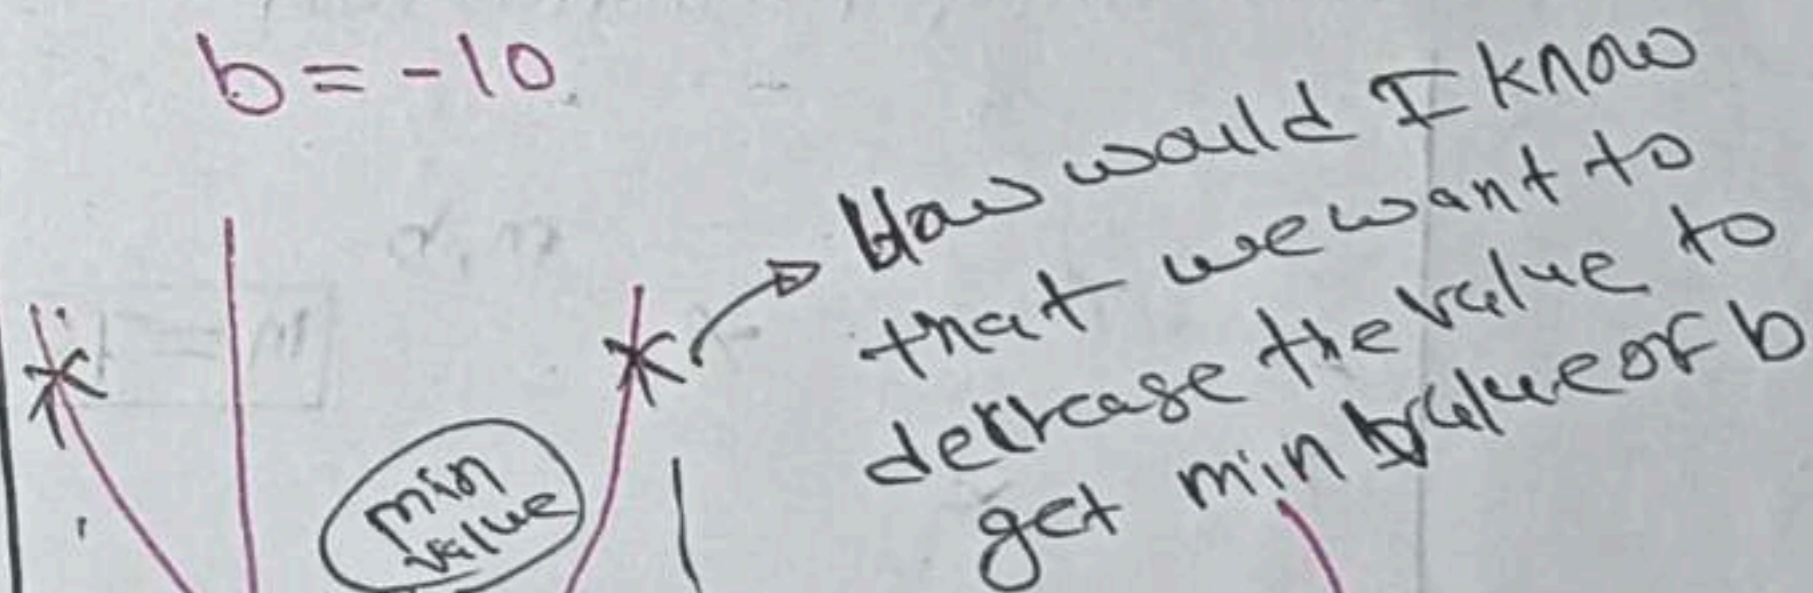 b = -10
How would I know
that we want to
decrease the value to
get min value of b
min
value